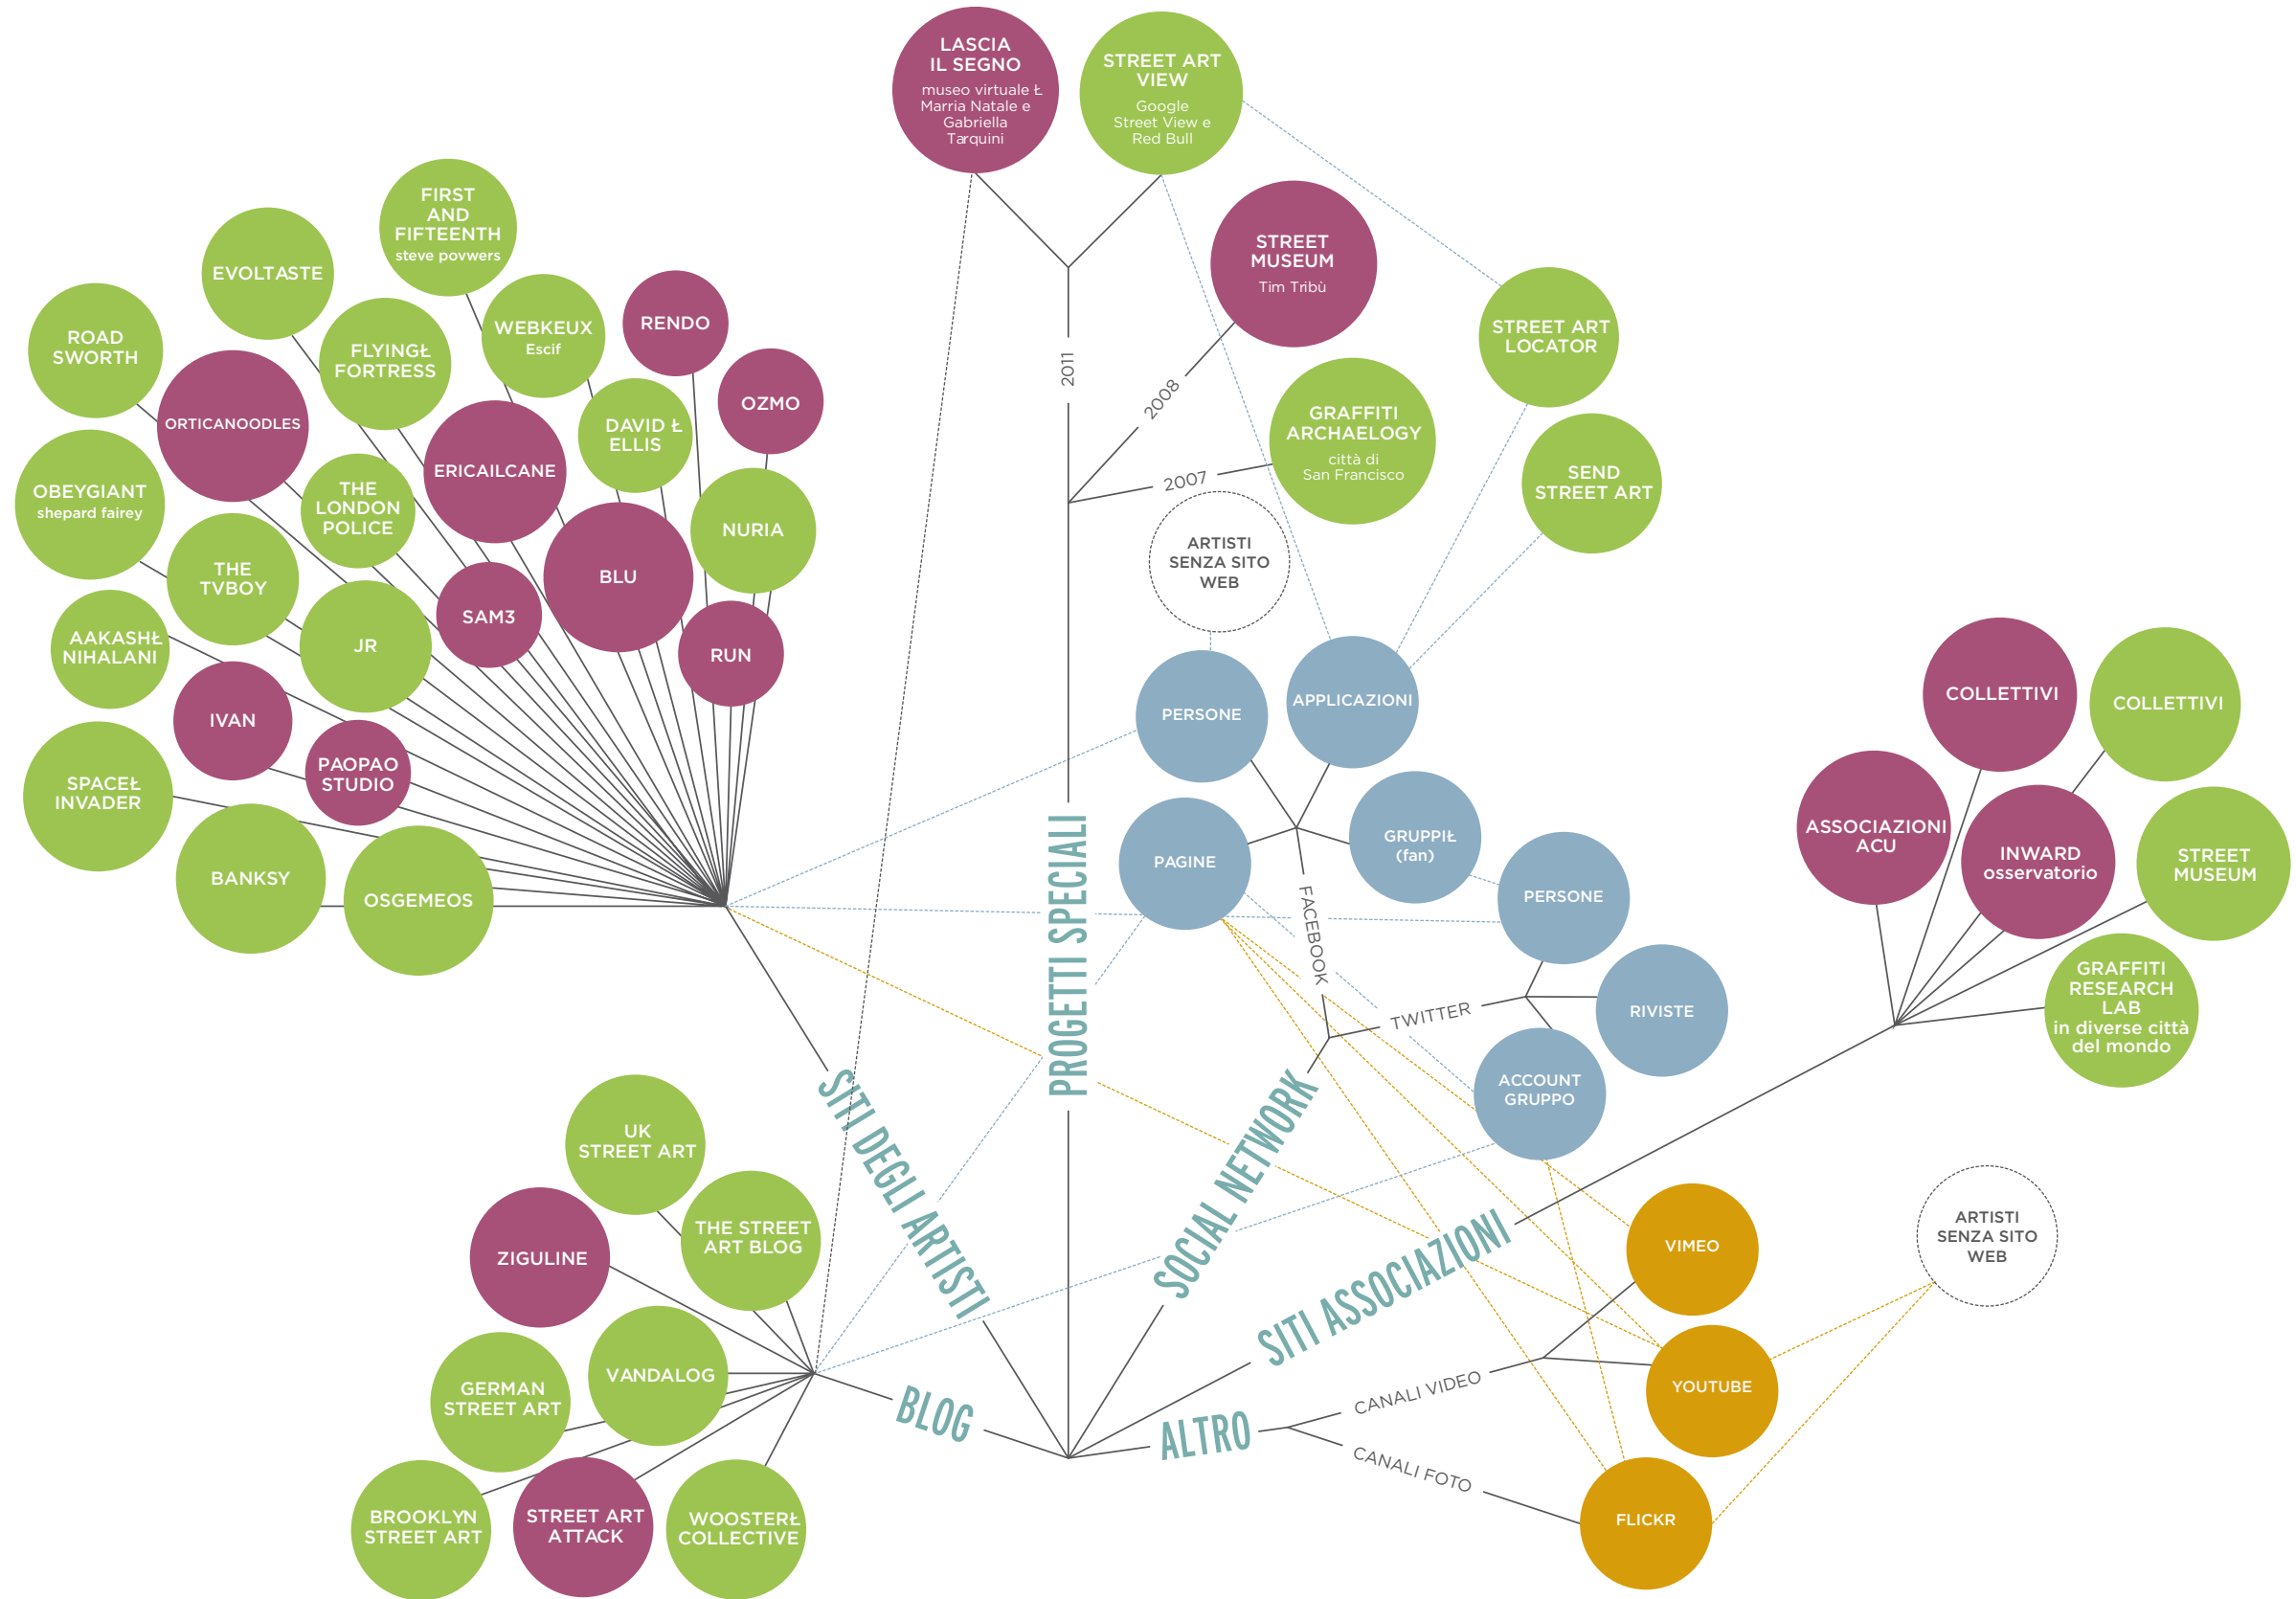 LASCIA
IL SEGNO
museo virtuale Ł
Marria Natale e
Gabriella
Tarquini
STREET ART
VIEW
Google
Street View e
Red Bull
STREET
MUSEUM
Tim Tribù
GRAFFITI
ARCHAELOGY
città di
San Francisco
2011
2008
2007
STREET ART
LOCATOR
SEND
STREET ART
ARTISTI
SENZA SITO
WEB
FIRST
AND
FIFTEENTH
steve povwers
EVOLTASTE
ROAD
SWORTH
FLYINGŁ
FORTRESS
WEBKEUX
Escif
RENDO
OZMO
ORTICANOODLES
DAVID Ł
ELLIS
ERICAILCANE
OBEYGIANT
shepard fairey
THE
LONDON
POLICE
NURIA
THE
TVBOY
BLU
SAM3
AAKASHŁ
NIHALANI
JR
RUN
IVAN
PAOPAO
STUDIO
SPACEŁ
INVADER
BANKSY
OSGEMEOS
PERSONE
APPLICAZIONI
PAGINE
GRUPPIŁ
(fan)
FACEBOOK
PERSONE
TWITTER
RIVISTE
ACCOUNT
GRUPPO
COLLETTIVI
COLLETTIVI
ASSOCIAZIONI
ACU
INWARD
osservatorio
STREET
MUSEUM
GRAFFITI
RESEARCH
LAB
in diverse città
del mondo
PROGETTI SPECIALI
SITI DEGLI ARTISTI
SOCIAL NETWORK
SITI ASSOCIAZIONI
BLOG
ALTRO
UK
STREET ART
ZIGULINE
THE STREET
ART BLOG
GERMAN
STREET ART
VANDALOG
BROOKLYN
STREET ART
STREET ART
ATTACK
WOOSTERŁ
COLLECTIVE
CANALI VIDEO
CANALI FOTO
VIMEO
YOUTUBE
FLICKR
ARTISTI
SENZA SITO
WEB